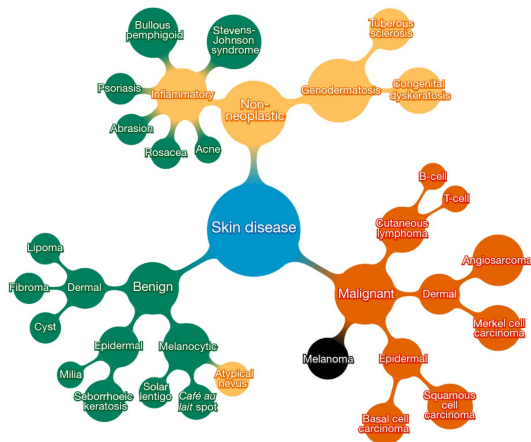 Bullous
pemphigoid
Stevens-
Johnson
syndrome
Tuberous
sclerosis
Psoriasis
Inflammatory
Non-
neoplastic
Genodermatosis
Congenital
dyskeratosis
Abrasion
Rosacea
Acne
B-cell
T-cell
Skin disease
Cutaneous
lymphoma
Lipoma
Angiosarcoma
Fibroma
Dermal
Benign
Malignant
Dermal
Cyst
Merkel cell
carcinoma
Epidermal
Melanocytic
Melanoma
Epidermal
Milia
Atypical
nevus
Seborrhoeic
keratosis
Solar
lentigo
Café au
lait spot
Squamous
cell
carcinoma
Basal cell
carcinoma